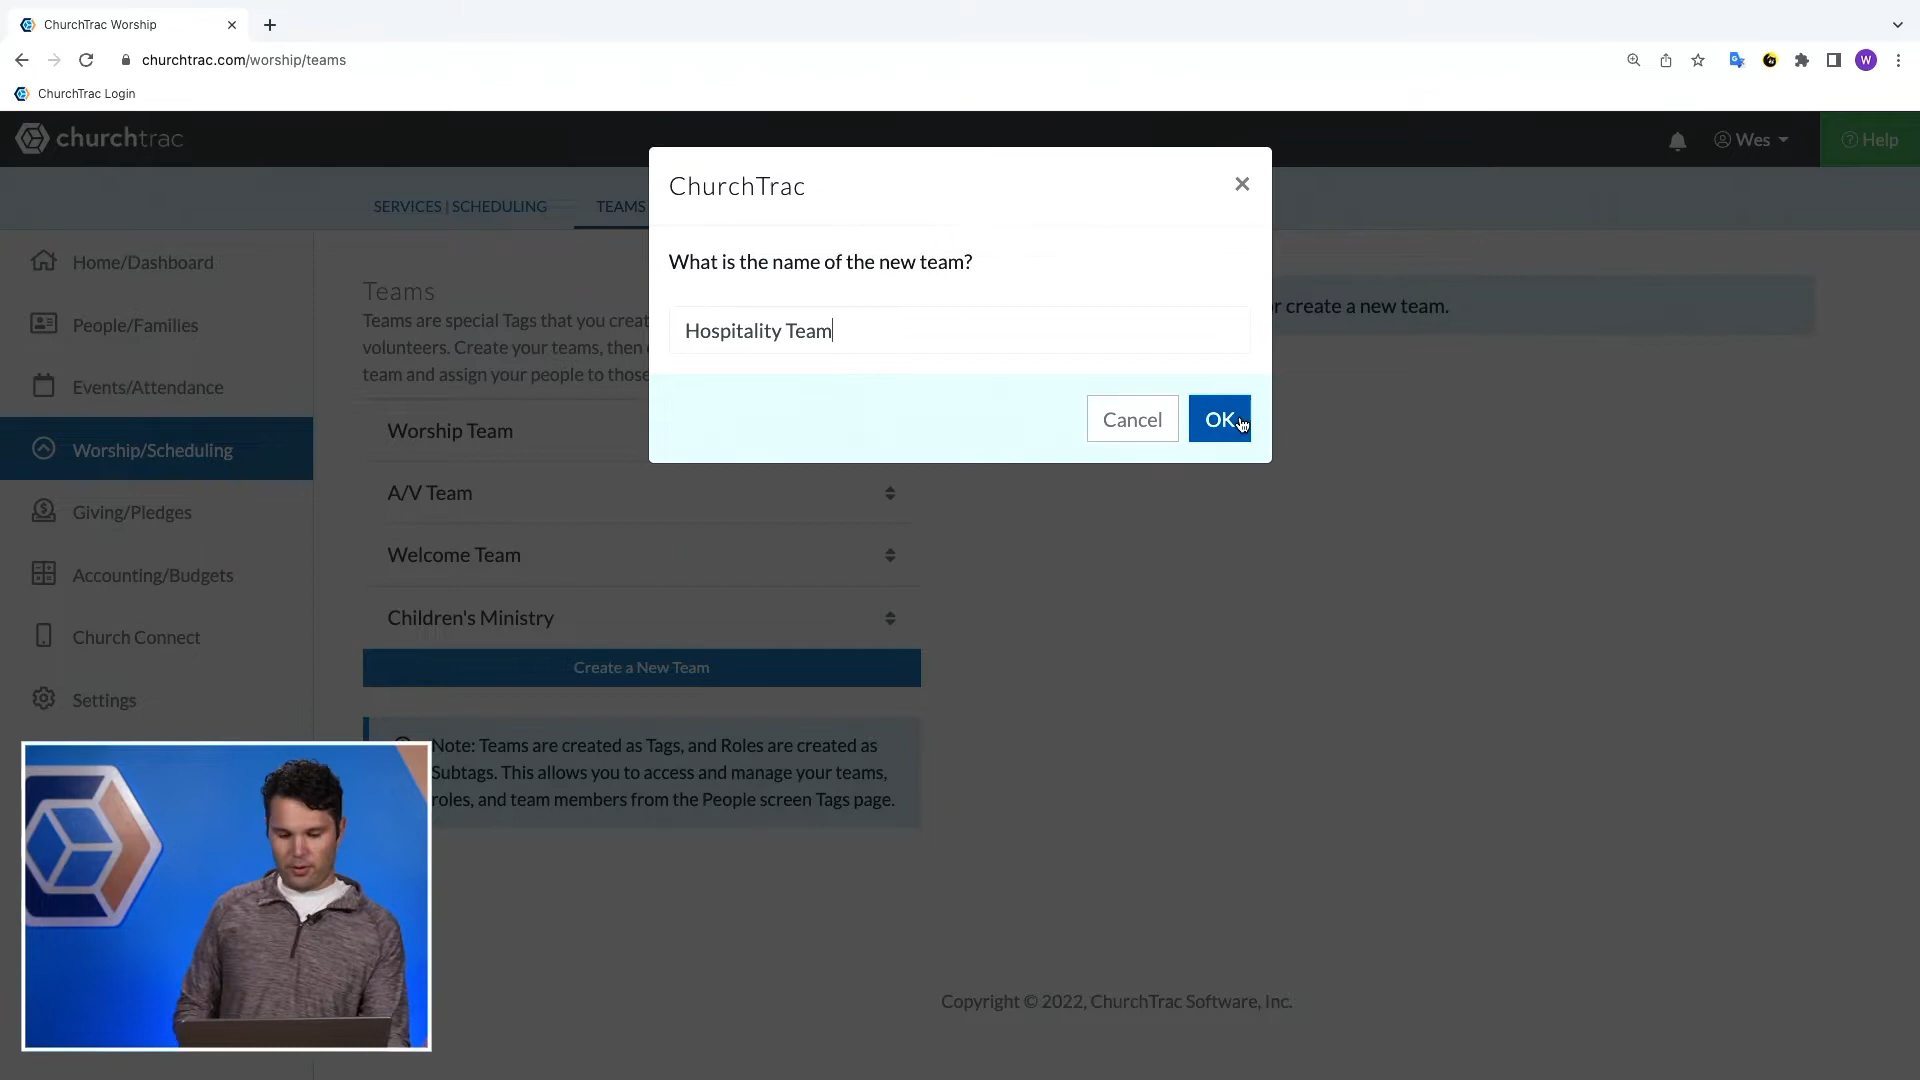 ChurchTrac Worship
churchtrac.com/worship/teams
W
ChurchTrac Login
churchtrac
Wes
Help
SERVICES | SCHEDULING
TEAMS
ChurchTrac
What is the name of the new team?
Hospitality Team
Cancel
OK
Home/Dashboard
People/Families
Events/Attendance
Worship/Scheduling
Giving/Pledges
Accounting/Budgets
Church Connect
Settings
Teams
Teams are special Tags that you creat
volunteers. Create your teams, then
team and assign your people to those
r create a new team.
Worship Team
A/V Team
Welcome Team
Children's Ministry
Create a New Team
Note: Teams are created as Tags, and Roles are created as
Subtags. This allows you to access and manage your teams,
roles, and team members from the People screen Tags page.
Copyright © 2022, ChurchTrac Software, Inc.